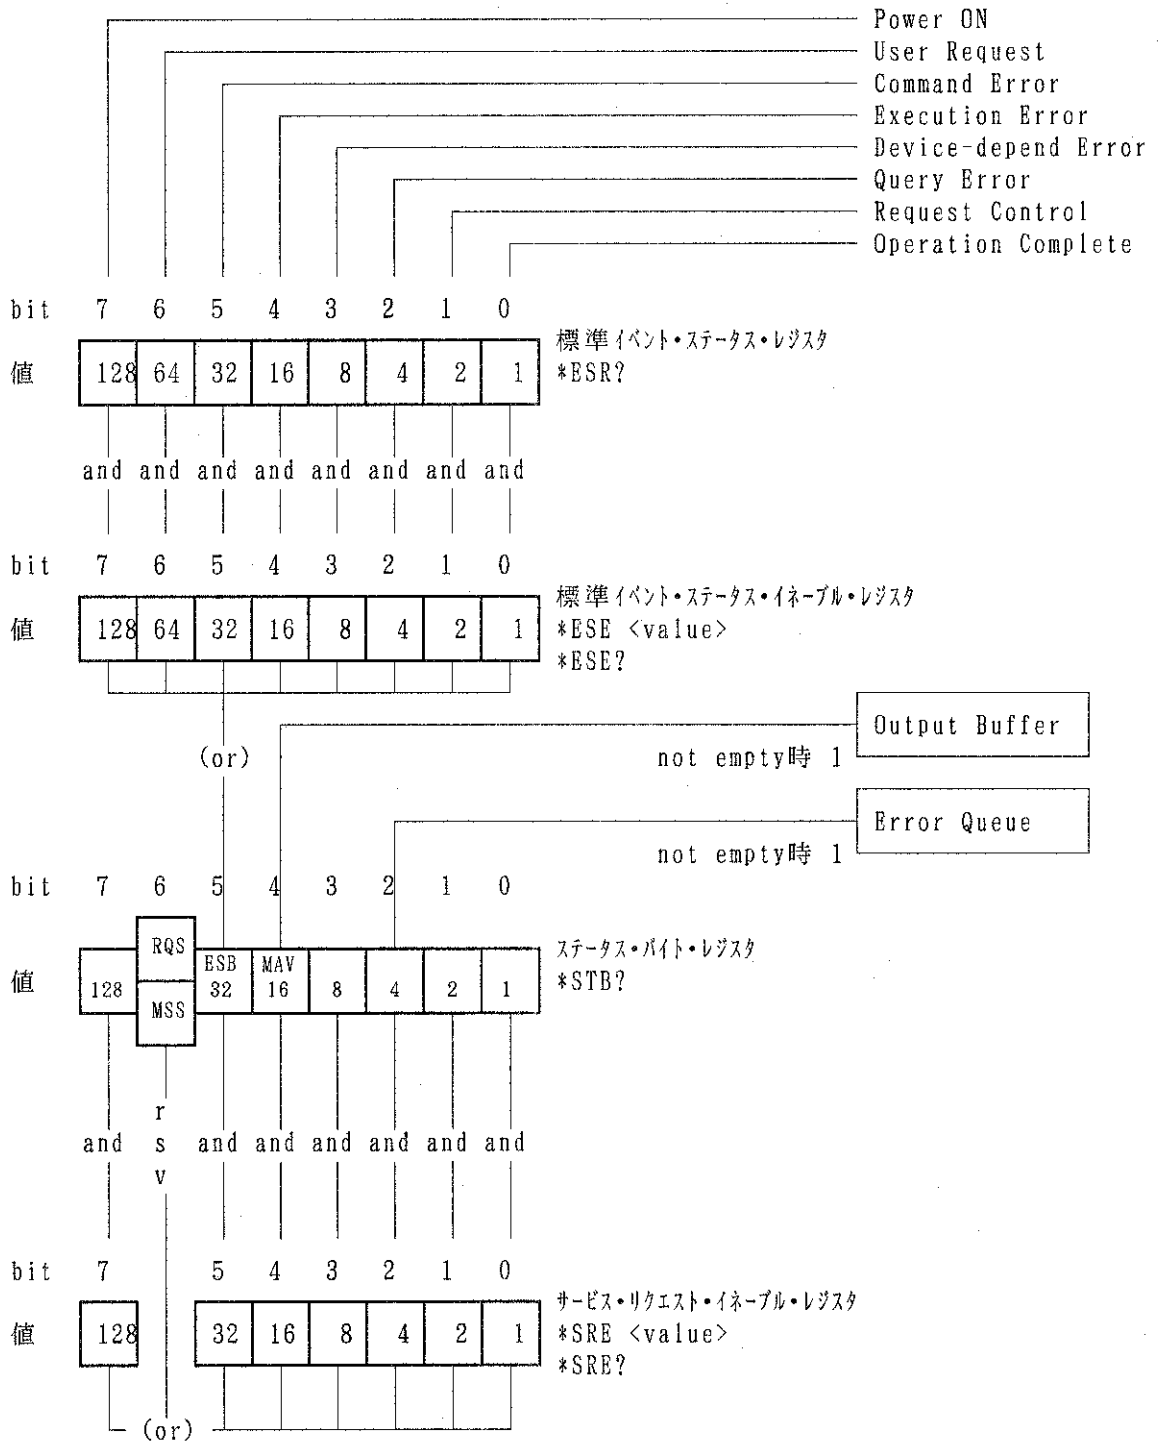 Power ON
User Request
Command Error
Execution Error
Device-depend Error
Query Error
Request Control
Operation Complete
bit 7 6 5 4 3 2 1 0
標準イベント・ステータス・レジスタ
値 128 64 32 16 8 4 2 1 *ESR?
and and and and and and and and
bit 7 6 5 4 3 2 1 0
標準イベント・ステータス・イネーブル・レジスタ
値 128 64 32 16 8 4 2 1 *ESE <value>
*ESE?
Output Buffer
(or) not empty時 1
Error Queue
not empty時 1
bit 7 6 5 4 3 2 1 0
RQS ステータス・バイト・レジスタ
ESB MAV
値 128 32 16 8 4 2 1 *STB?
MSS
r
and s and and and and and and
v
bit 7 5 4 3 2 1 0
サービス・リクエスト・イネーブル・レジスタ
値 128 32 16 8 4 2 1 *SRE <value>
*SRE?
(or)